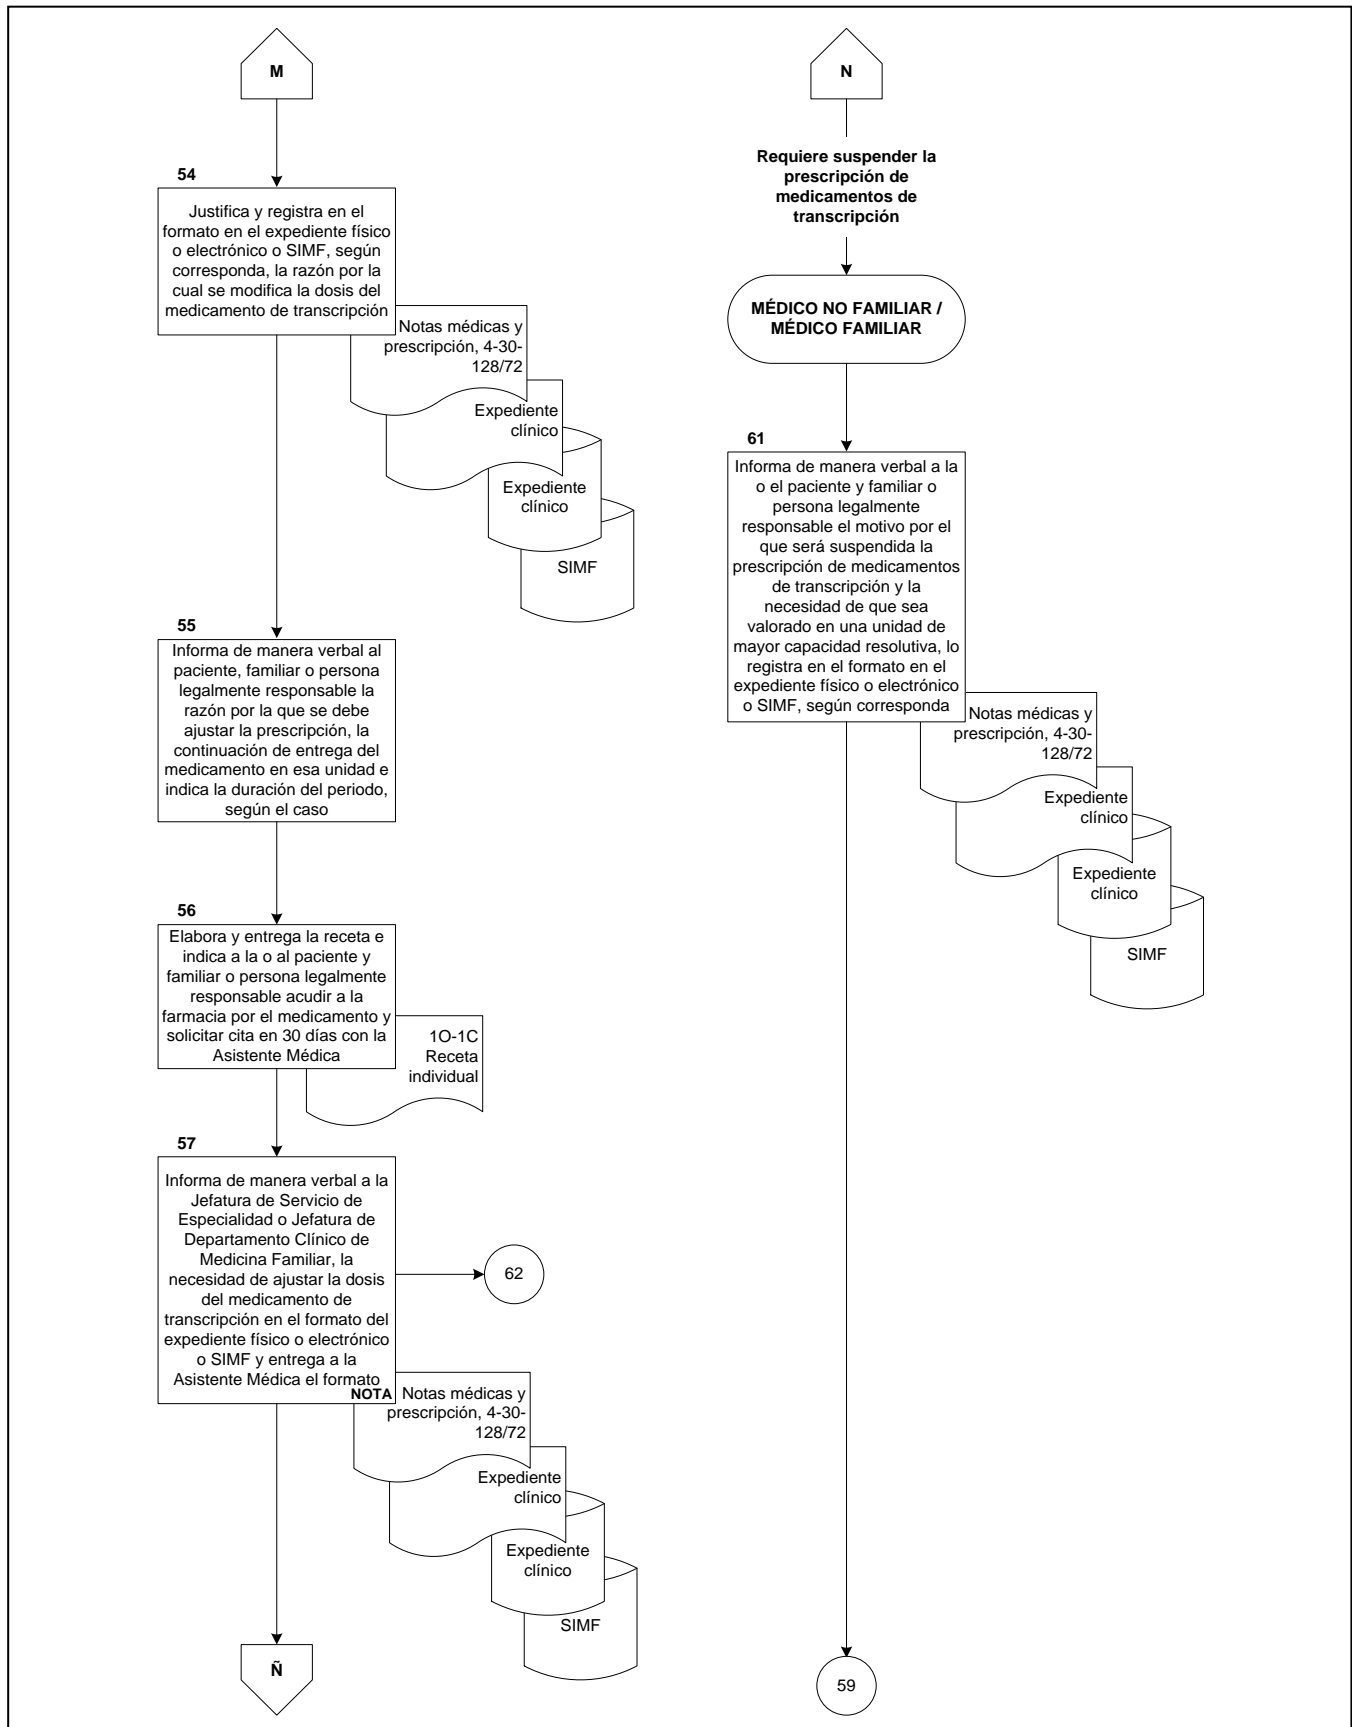 M
54
Justifica y registra en el
formato en el expediente físico
o electrónico o SIMF, según
corresponda, la razón por la
cual se modifica la dosis del
medicamento de transcripción
Notas médicas y
prescripción, 4-30-
128/72
Expediente
clínico
Expediente
clínico
SIMF
55
Informa de manera verbal al
paciente, familiar o persona
legalmente responsable la
razón por la que se debe
ajustar la prescripción, la
continuación de entrega del
medicamento en esa unidad e
indica la duración del periodo,
según el caso
56
Elabora y entrega la receta e
indica a la o al paciente y
familiar o persona legalmente
responsable acudir a la
farmacia por el medicamento y
solicitar cita en 30 días con la
Asistente Médica
1O-1C
Receta
individual
57
Informa de manera verbal a la
Jefatura de Servicio de
Especialidad o Jefatura de
Departamento Clínico de
Medicina Familiar, la
necesidad de ajustar la dosis
del medicamento de
transcripción en el formato del
expediente físico o electrónico
o SIMF y entrega a la
Asistente Médica el formato
NOTA
62
Notas médicas y
prescripción, 4-30-
128/72
Expediente
clínico
Expediente
clínico
SIMF
Ñ
N
Requiere suspender la
prescripción de
medicamentos de
transcripción
MÉDICO NO FAMILIAR /
MÉDICO FAMILIAR
61
Informa de manera verbal a la
o el paciente y familiar o
persona legalmente
responsable el motivo por el
que será suspendida la
prescripción de medicamentos
de transcripción y la
necesidad de que sea
valorado en una unidad de
mayor capacidad resolutiva, lo
registra en el formato en el
expediente físico o electrónico
o SIMF, según corresponda
Notas médicas y
prescripción, 4-30-
128/72
Expediente
clínico
Expediente
clínico
SIMF
59